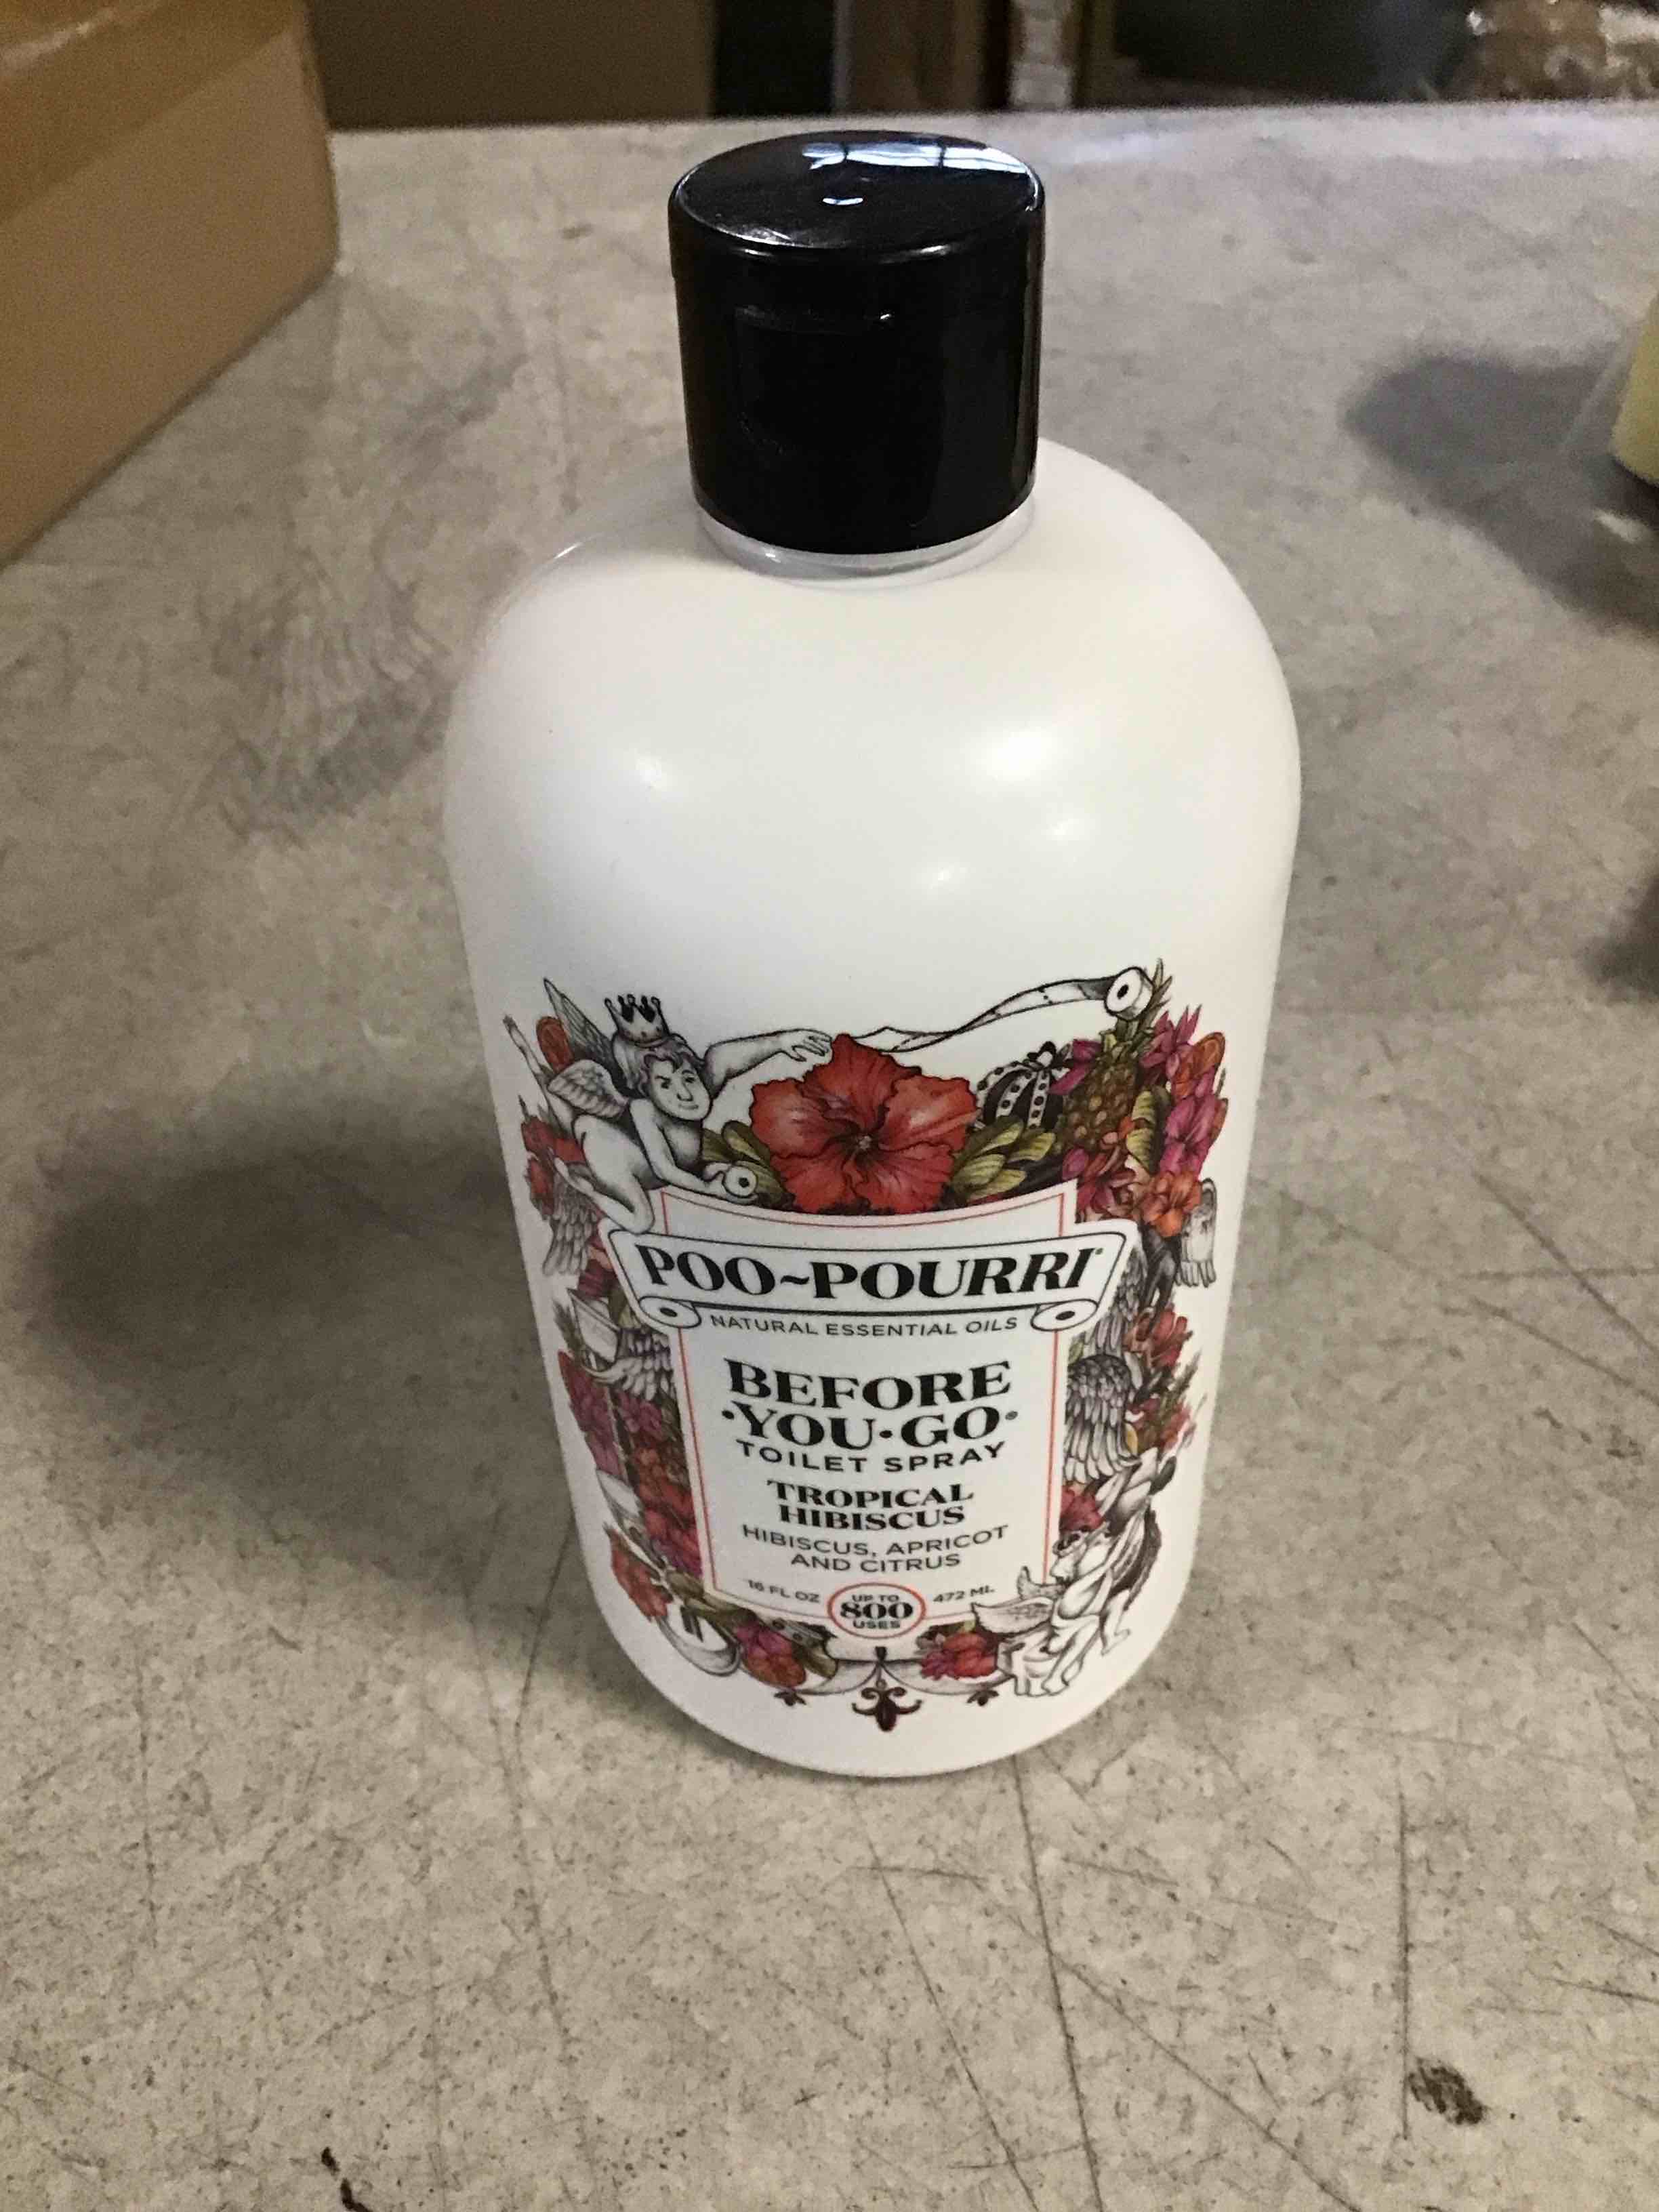 POO~POURRI
NATURAL ESSENTIAL OILS
BEFORE
•YOU•GO®
TOILET SPRAY
TROPICAL
HIBISCUS
HIBISCUS, APRICOT
AND CITRUS
16 FL OZ
UP TO
800
USES
472 ML